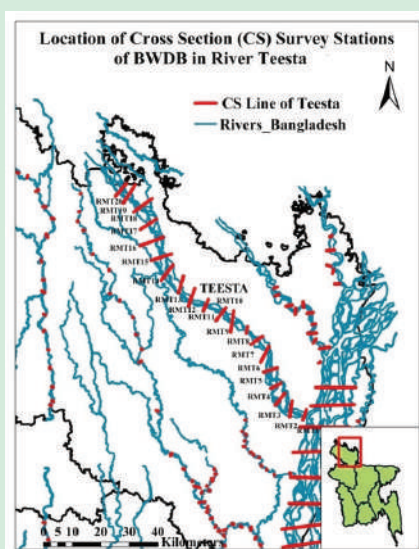 Location of Cross Section (CS) Survey Stations
of BWDB in River Teesta
N
CS Line of Teesta
Rivers_Bangladesh
RMT19
RMT18
RMT17
RMT16
RMT15
TEESTA
RMT12
RMT11
RMT10
RMT9
RMT8
RMT7
RMT6
RMT5
RMT4
RMT3
RMT2
0 5 10 20 30 40
Kilometers